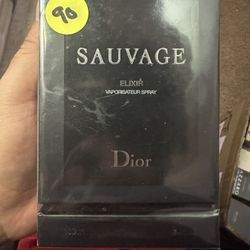 90
SAUVAGE
ELIXIR
VAPORISATEUR SPRAY
Dior